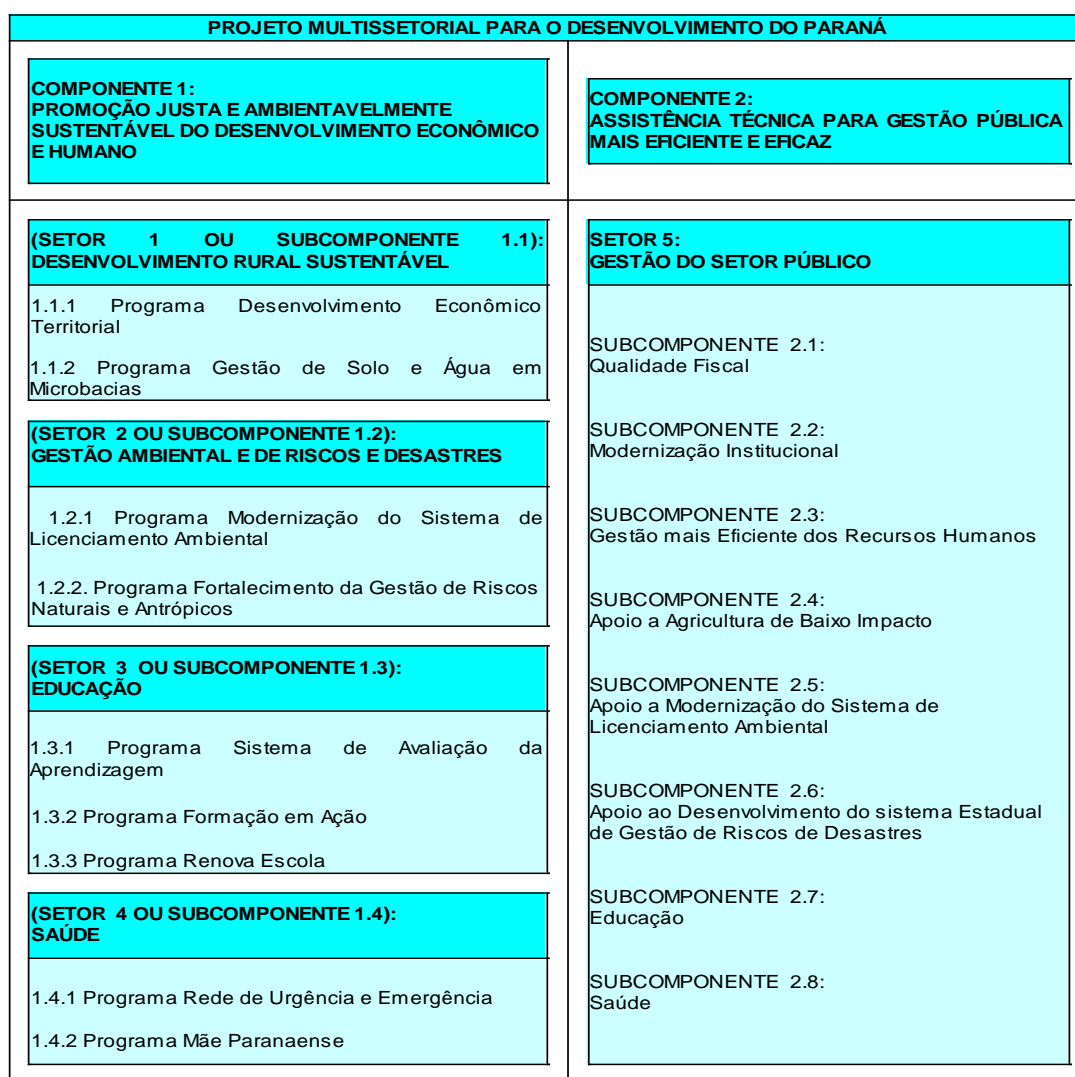 PROJETO MULTISSETORIAL PARA O DESENVOLVIMENTO DO PARANÁ
COMPONENTE 1:
PROMOÇÃO JUSTA E AMBIENTAVELMENTE
SUSTENTÁVEL DO DESENVOLVIMENTO ECONÔMICO
E HUMANO
(SETOR 1 OU SUBCOMPONENTE 1.1):
DESENVOLVIMENTO RURAL SUSTENTÁVEL
1.1.1 Programa Desenvolvimento Econômico
Territorial
1.1.2 Programa Gestão de Solo e Água em
Microbacias
(SETOR 2 OU SUBCOMPONENTE 1.2):
GESTÃO AMBIENTAL E DE RISCOS E DESASTRES
1.2.1 Programa Modernização do Sistema de
Licenciamento Ambiental
1.2.2. Programa Fortalecimento da Gestão de Riscos
Naturais e Antrópicos
(SETOR 3 OU SUBCOMPONENTE 1.3):
EDUCAÇÃO
1.3.1 Programa Sistema de Avaliação da
Aprendizagem
1.3.2 Programa Formação em Ação
1.3.3 Programa Renova Escola
(SETOR 4 OU SUBCOMPONENTE 1.4):
SAÚDE
1.4.1 Programa Rede de Urgência e Emergência
1.4.2 Programa Mãe Paranaense
COMPONENTE 2:
ASSISTÊNCIA TÉCNICA PARA GESTÃO PÚBLICA
MAIS EFICIENTE E EFICAZ
SETOR 5:
GESTÃO DO SETOR PÚBLICO
SUBCOMPONENTE 2.1:
Qualidade Fiscal
SUBCOMPONENTE 2.2:
Modernização Institucional
SUBCOMPONENTE 2.3:
Gestão mais Eficiente dos Recursos Humanos
SUBCOMPONENTE 2.4:
Apoio a Agricultura de Baixo Impacto
SUBCOMPONENTE 2.5:
Apoio a Modernização do Sistema de
Licenciamento Ambiental
SUBCOMPONENTE 2.6:
Apoio ao Desenvolvimento do sistema Estadual
de Gestão de Riscos de Desastres
SUBCOMPONENTE 2.7:
Educação
SUBCOMPONENTE 2.8:
Saúde